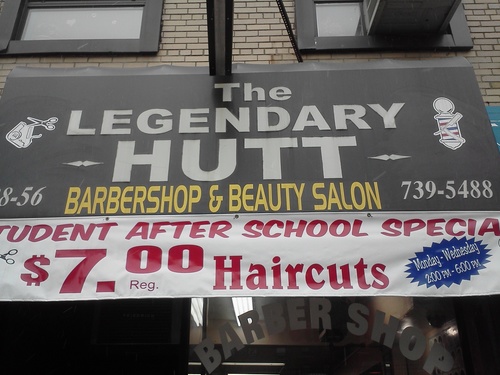 The
LEGENDARY
HUTT
BARBERSHOP & BEAUTY SALON
8-56
739-5488
STUDENT AFTER SCHOOL SPECIA
$7.00 Haircuts
Reg.
Monday - Wednesday
2:00 PM - 6:00 PM
BARBER SHOP